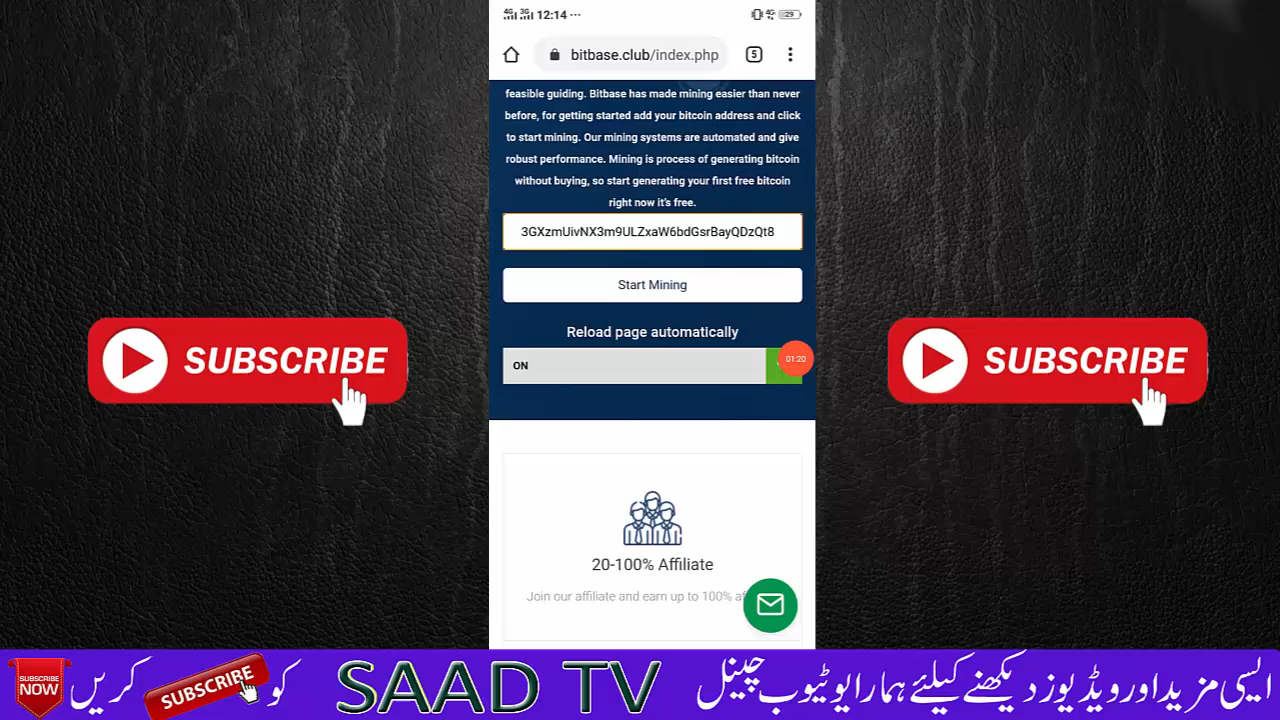 4G 3G 12:14 ··· 4G 29
bitbase.club/index.php 5
feasible guiding. Bitbase has made mining easier than never
before, for getting started add your bitcoin address and click
to start mining. Our mining systems are automated and give
robust performance. Mining is process of generating bitcoin
without buying, so start generating your first free bitcoin
right now it's free.
3GXzmUivNX3m9ULZxaW6bdGsrBayQDzQt8
Start Mining
Reload page automatically
ON
01:20
SUBSCRIBE
SUBSCRIBE
20-100% Affiliate
Join our affiliate and earn up to 100% af
ایسی مزید اور ویڈیوز دیکھنے کیلئے ہمارا یوٹیوب چینل SAAD TV کو SUBSCRIBE کریں SUBSCRIBE NOW